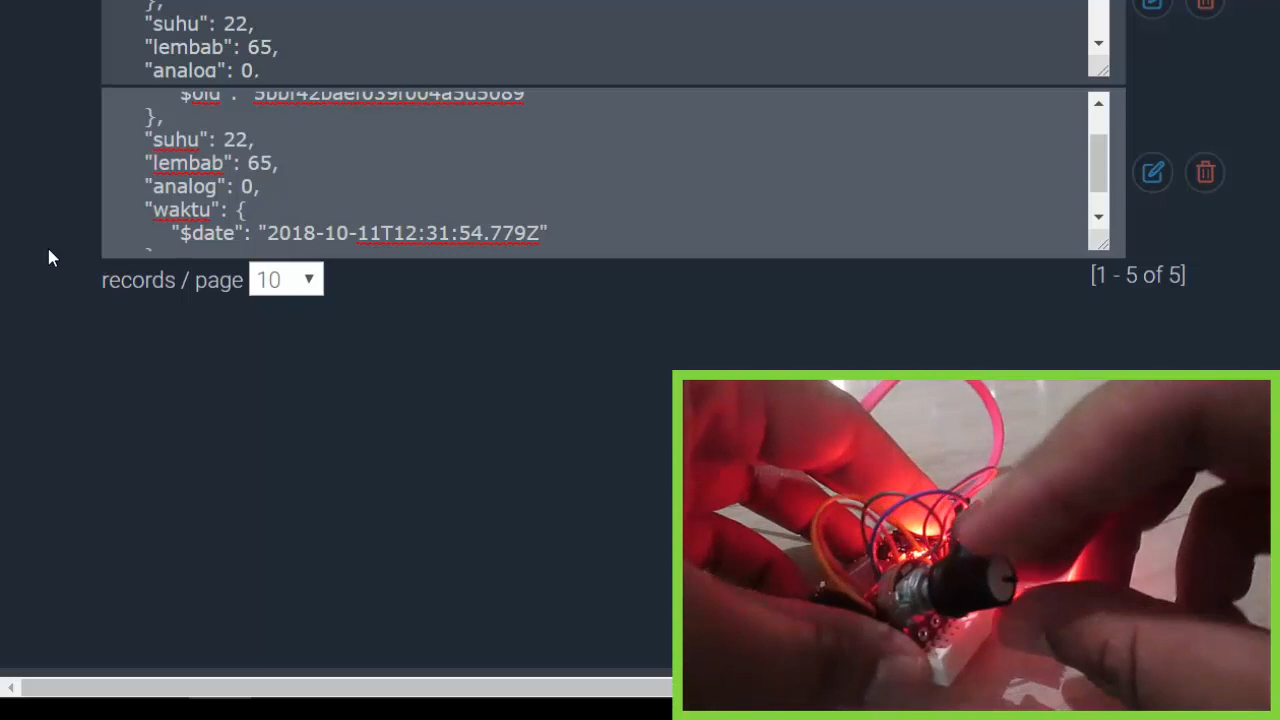 },
"suhu": 22,
"lembab": 65,
"analog": 0,
},
"suhu": 22,
"lembab": 65,
"analog": 0,
"waktu": {
"$date": "2018-10-11T12:31:54.779Z"
records / page 10
[1 - 5 of 5]